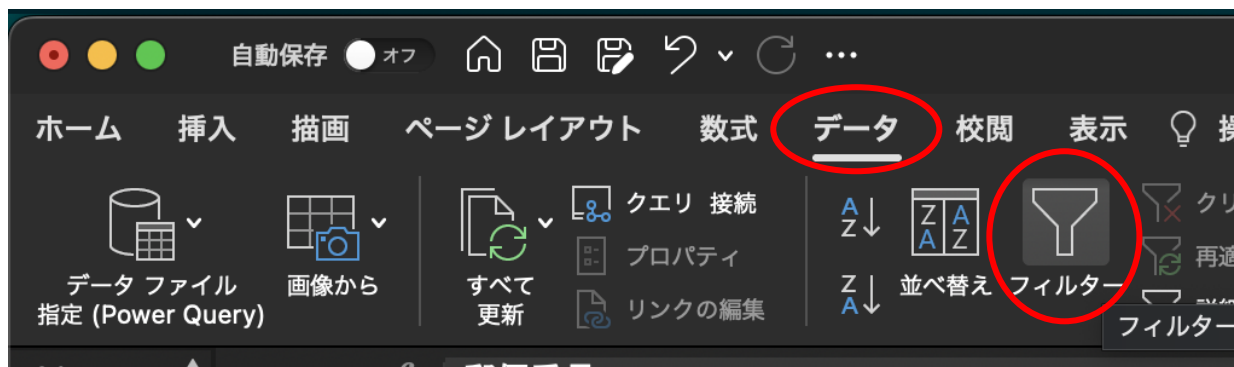 自動保存 オフ
ホーム 挿入 描画 ページ レイアウト 数式 データ 校閲 表示
データ ファイル
指定 (Power Query)
画像から
すべて
更新
クエリ 接続
プロパティ
リンクの編集
A
Z
Z
A
Z A
A Z
並べ替え
フィルター
再適
フィルター